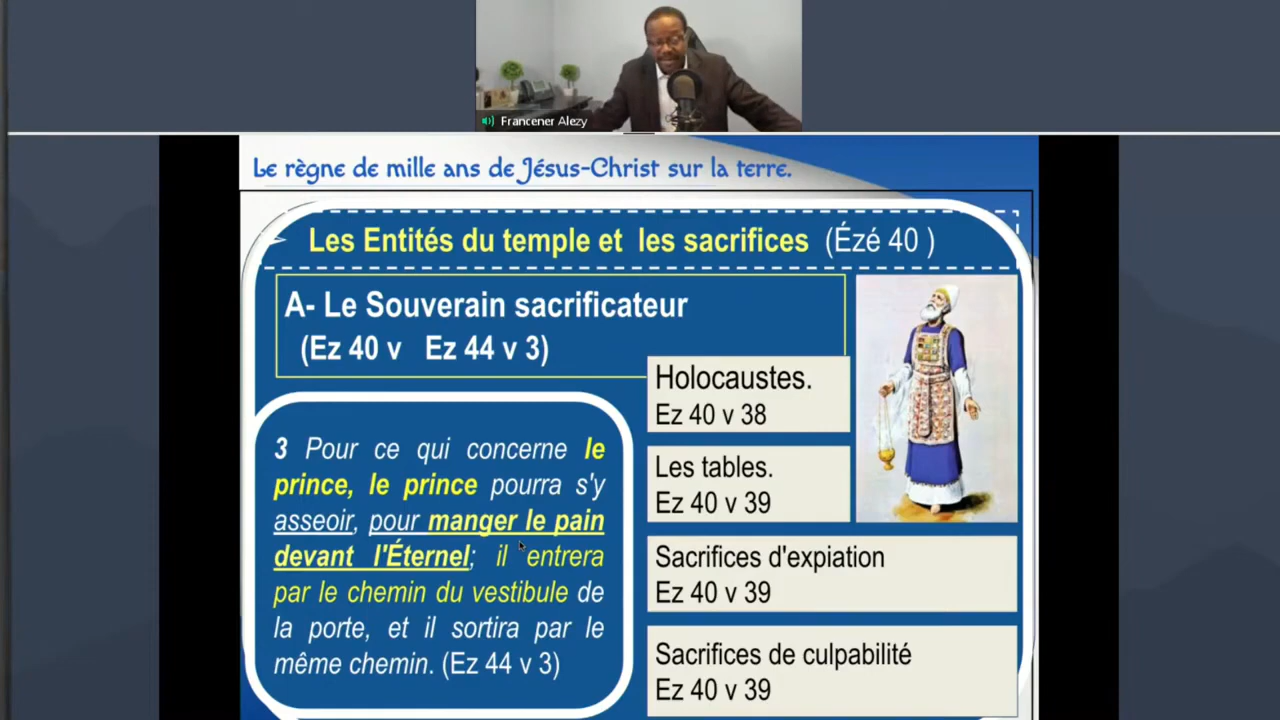 Francener Alezy
Le règne de mille ans de Jésus-Christ sur la terre.
Les Entités du temple et les sacrifices (Ézé 40 )
A- Le Souverain sacrificateur
(Ez 40 v Ez 44 v 3)
Holocaustes.
Ez 40 v 38
Les tables.
Ez 40 v 39
Sacrifices d'expiation
Ez 40 v 39
Sacrifices de culpabilité
Ez 40 v 39
3 Pour ce qui concerne le
prince, le prince pourra s'y
asseoir, pour manger le pain
devant l'Éternel; il entrera
par le chemin du vestibule de
la porte, et il sortira par le
même chemin. (Ez 44 v 3)